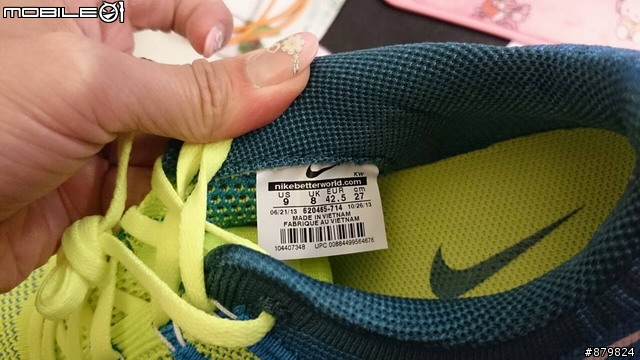 MOBILE01
KW
nikebetterworld.com
US UK EUR cm
9 8 42.5 27
06/21/13 620465-714 10/26/13
MADE IN VIETNAM
FABRIQUE AU VIETNAM
104407348 UPC 00884499564676
#879824